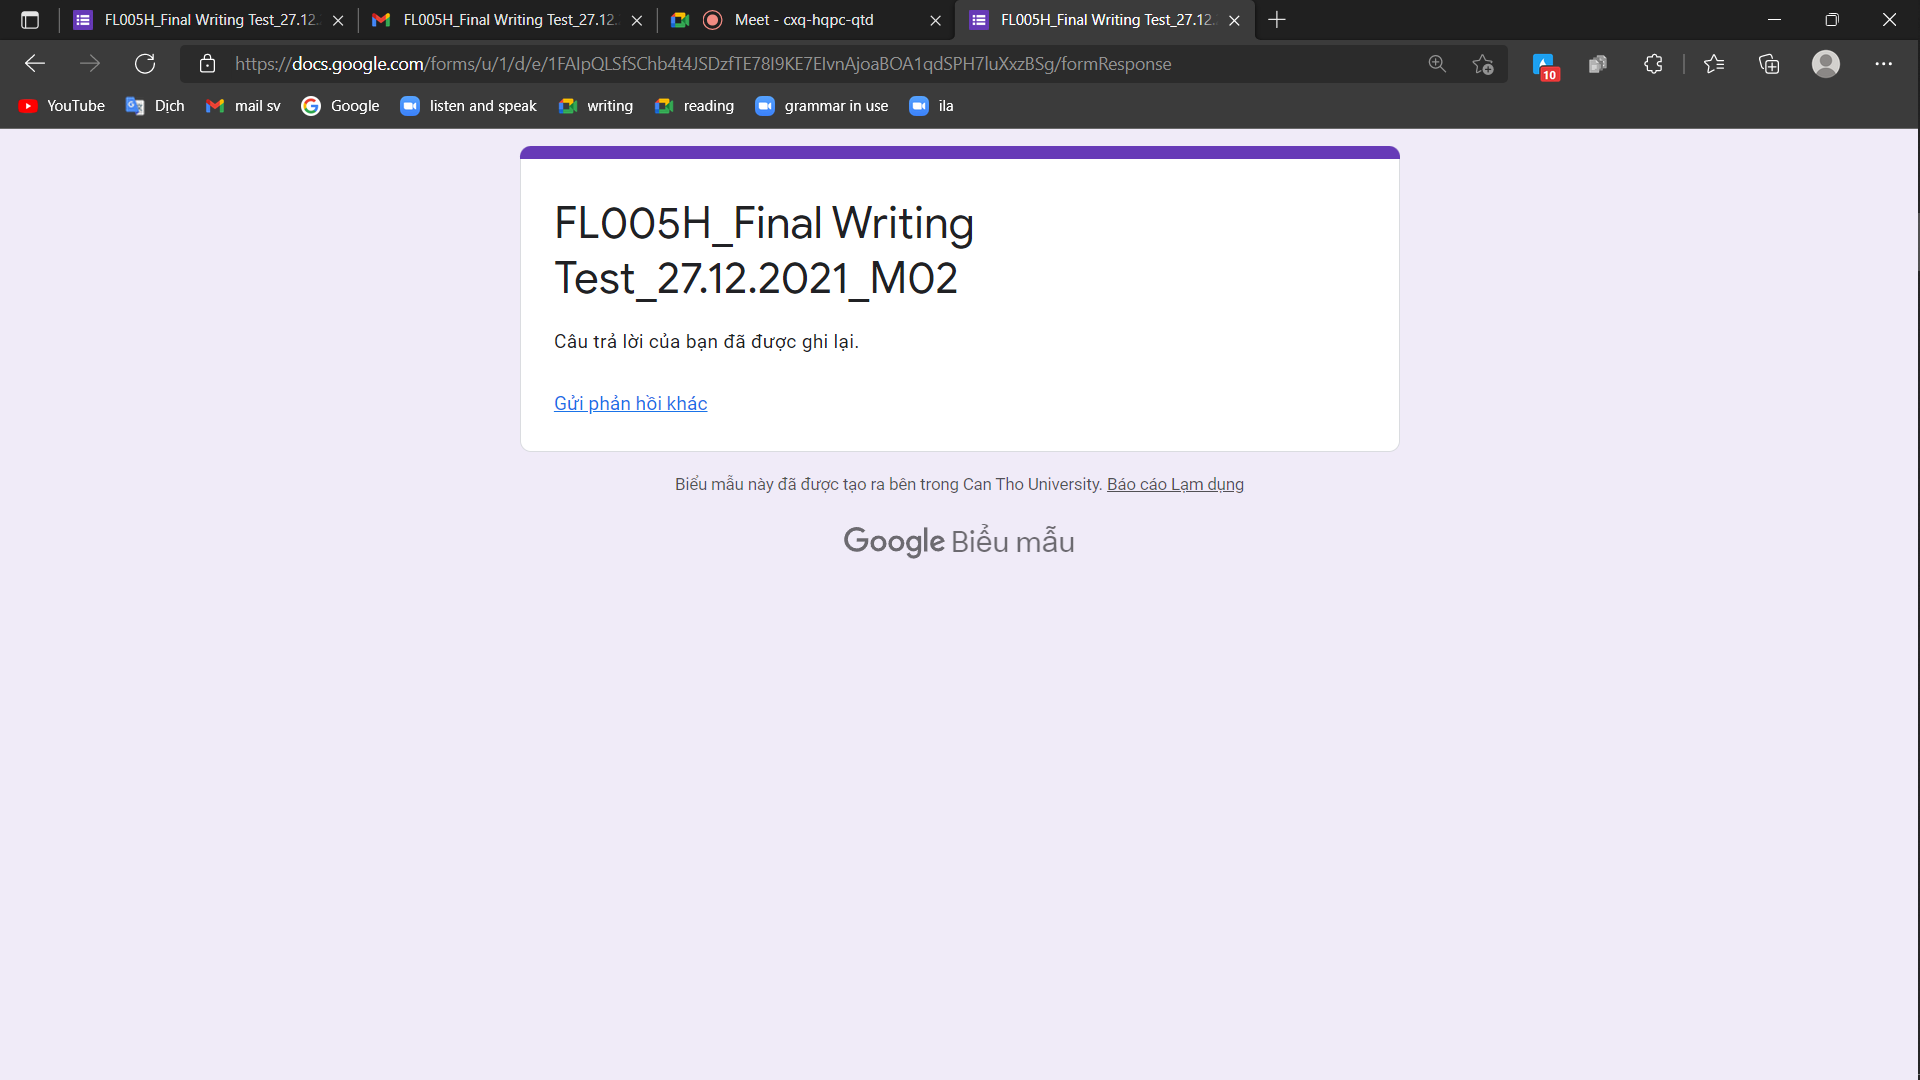 FL005H_Final Writing Test_27.12.
FL005H_Final Writing Test_27.12.
Meet - cxq-hqpc-qtd
FL005H_Final Writing Test_27.12.
https://docs.google.com/forms/u/1/d/e/1FAIpQLSfSChb4t4JSDzfTE78I9KE7EIvnAjoaBOA1qdSPH7luXxzBSg/formResponse
10
YouTube
Dịch
mail sv
Google
listen and speak
writing
reading
grammar in use
ila
FL005H_Final Writing
Test_27.12.2021_M02
Câu trả lời của bạn đã được ghi lại.
Gửi phản hồi khác
Biểu mẫu này đã được tạo ra bên trong Can Tho University. Báo cáo Lạm dụng
Google Biểu mẫu